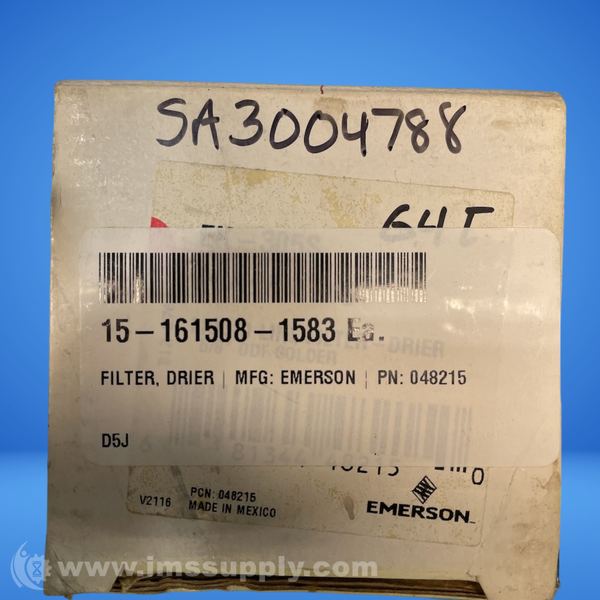 SA3004788
15-161508-1583 Ea.
FILTER, DRIER | MFG: EMERSON | PN: 048215
D5J
V2116
PCN: 048215
MADE IN MEXICO
EMERSON
www.imssupply.com